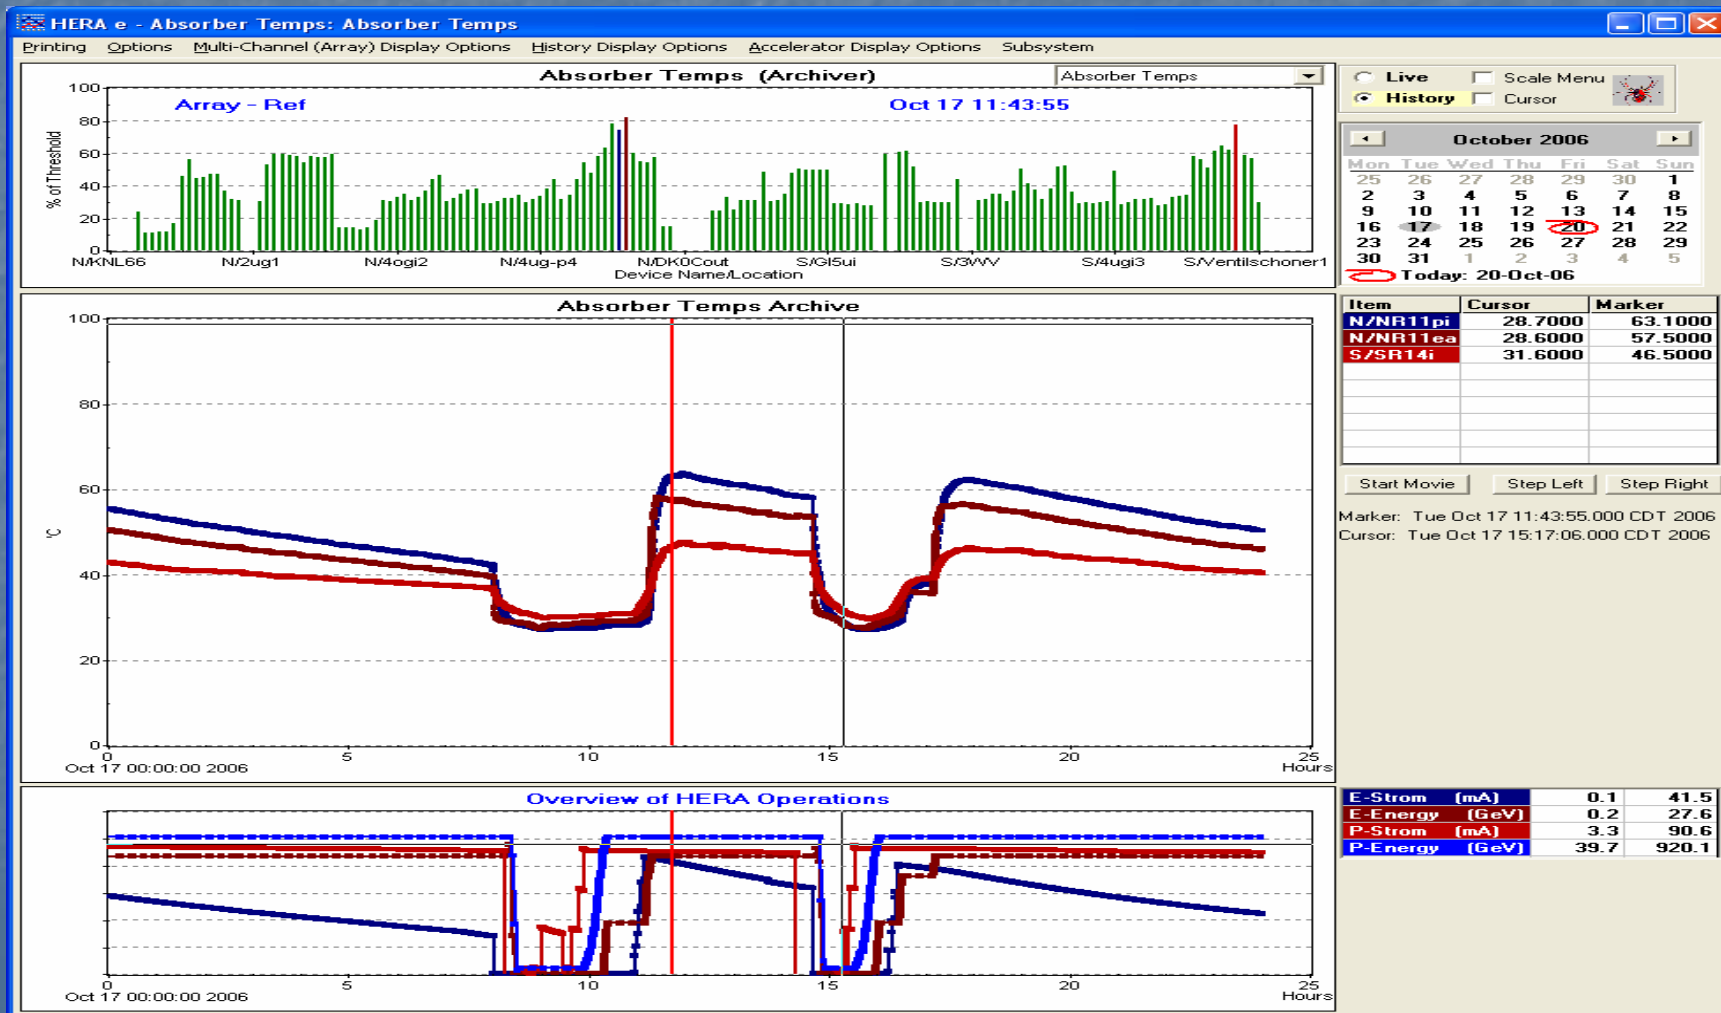 HERA e - Absorber Temps: Absorber Temps
Printing Options Multi-Channel (Array) Display Options History Display Options Accelerator Display Options Subsystem
Absorber Temps (Archiver)
Absorber Temps
Array - Ref
Oct 17 11:43:55
% of Threshold
100
80
60
40
20
0
N/KNL66 N/2ug1 N/4ogi2 N/4ug-p4 N/DK0Cout S/GI5ui S/3WV S/4ugi3 S/Ventilschoner1
Device Name/Location
Live Scale Menu
History Cursor
October 2006
Mon Tue Wed Thu Fri Sat Sun
25 26 27 28 29 30 1
2 3 4 5 6 7 8
9 10 11 12 13 14 15
16 17 18 19 20 21 22
23 24 25 26 27 28 29
30 31 1 2 3 4 5
Today: 20-Oct-06
Absorber Temps Archive
°C
100
80
60
40
20
0
0 5 10 15 20 25
Oct 17 00:00:00 2006
Hours
Item Cursor Marker
N/NR11pi 28.7000 63.1000
N/NR11ea 28.6000 57.5000
S/SR14i 31.6000 46.5000
Start Movie Step Left Step Right
Marker: Tue Oct 17 11:43:55.000 CDT 2006
Cursor: Tue Oct 17 15:17:06.000 CDT 2006
Overview of HERA Operations
0 5 10 15 20 25
Oct 17 00:00:00 2006
Hours
E-Strom (mA) 0.1 41.5
E-Energy (GeV) 0.2 27.6
P-Strom (mA) 3.3 90.6
P-Energy (GeV) 39.7 920.1